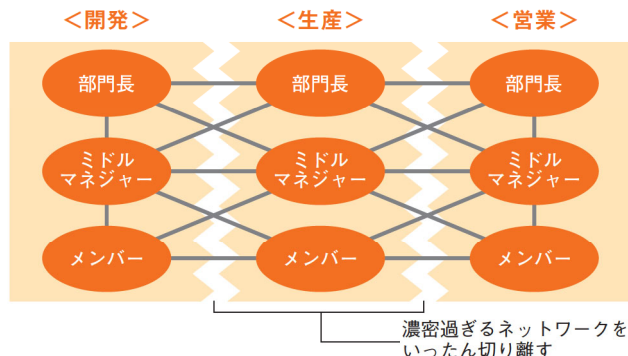 ＜開発＞ ＜生産＞ ＜営業＞
部門長 部門長 部門長
ミドル ミドル ミドル
マネジャー マネジャー マネジャー
メンバー メンバー メンバー
濃密過ぎるネットワークを
いったん切り離す